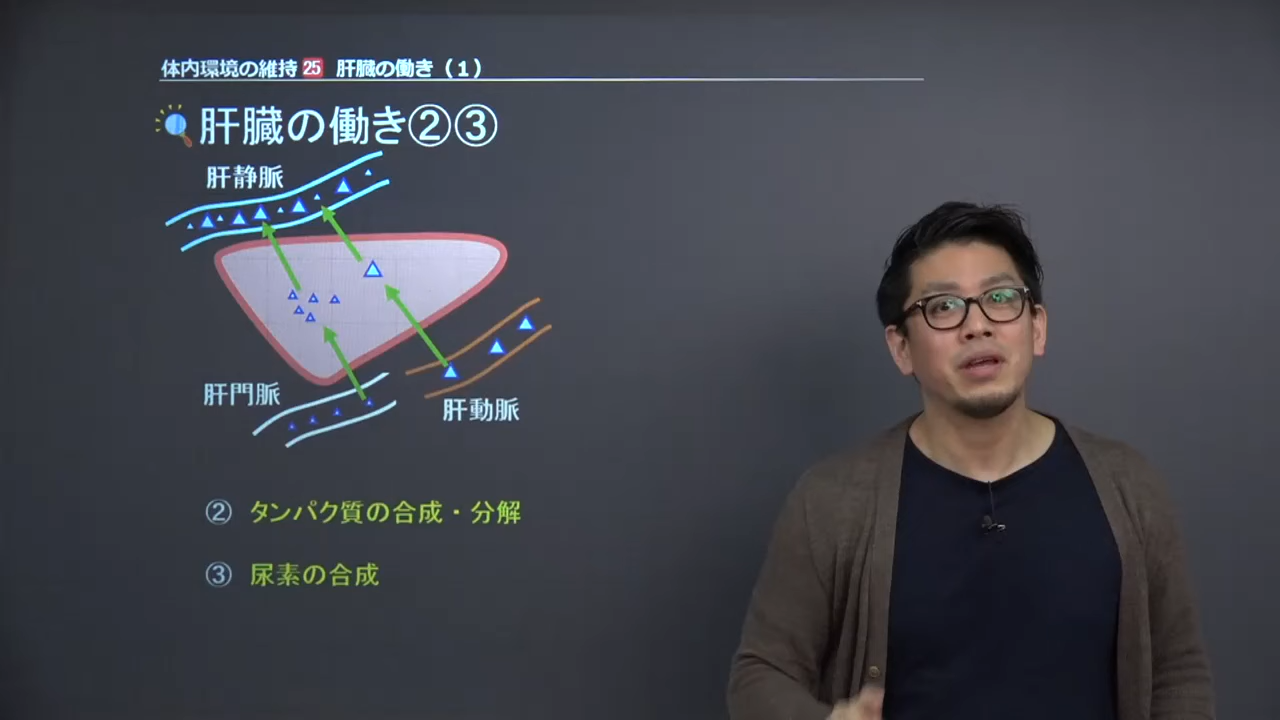 体内環境の維持 25 肝臓の働き（1）
肝臓の働き②③
肝静脈
肝門脈
肝動脈
② タンパク質の合成・分解
③ 尿素の合成